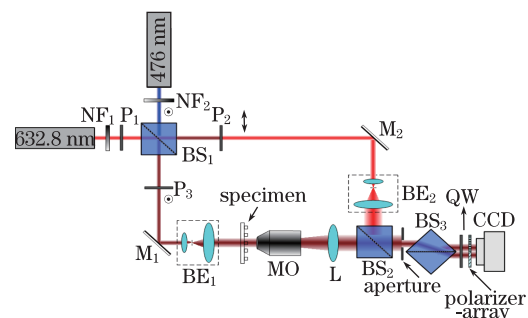 476 nm
NF₁ P₁ NF₂ P₂
632.8 nm
BS₁
M₂
P₃
specimen
BE₂
QW
CCD
BS₃
M₁
BE₁
MO
L
BS₂
aperture
polarizer
-array